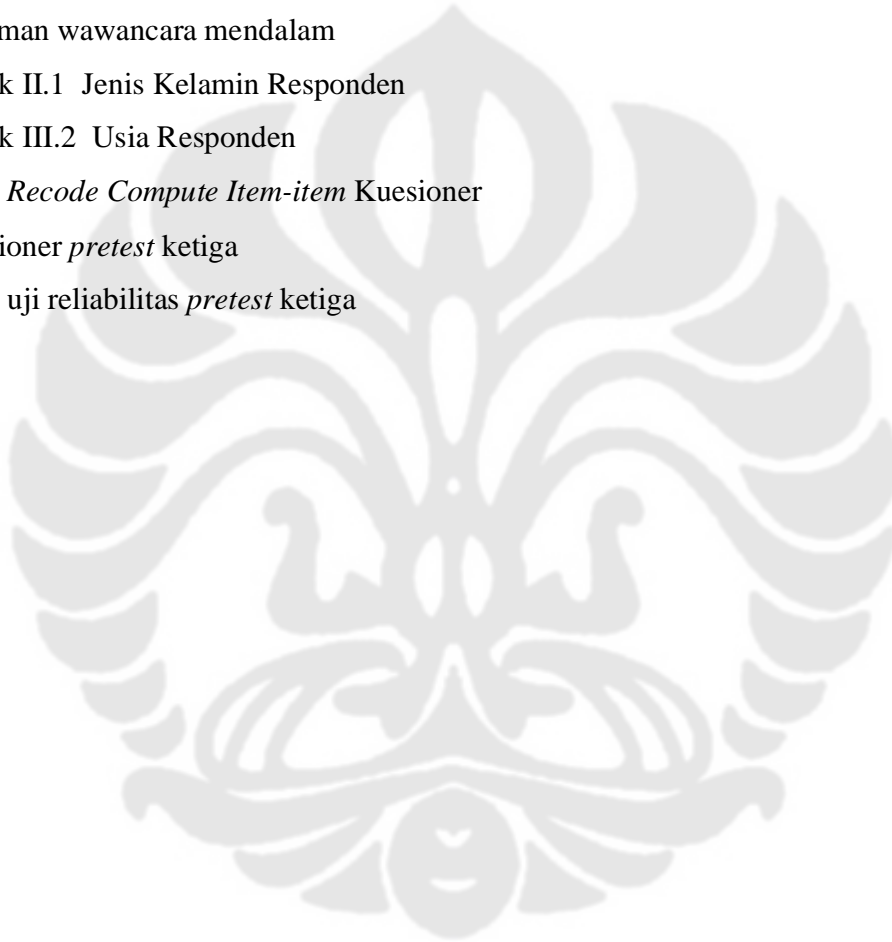 man wawancara mendalam
k II.1 Jenis Kelamin Responden
k III.2 Usia Responden
Recode Compute Item-item Kuesioner
ioner pretest ketiga
uji reliabilitas pretest ketiga